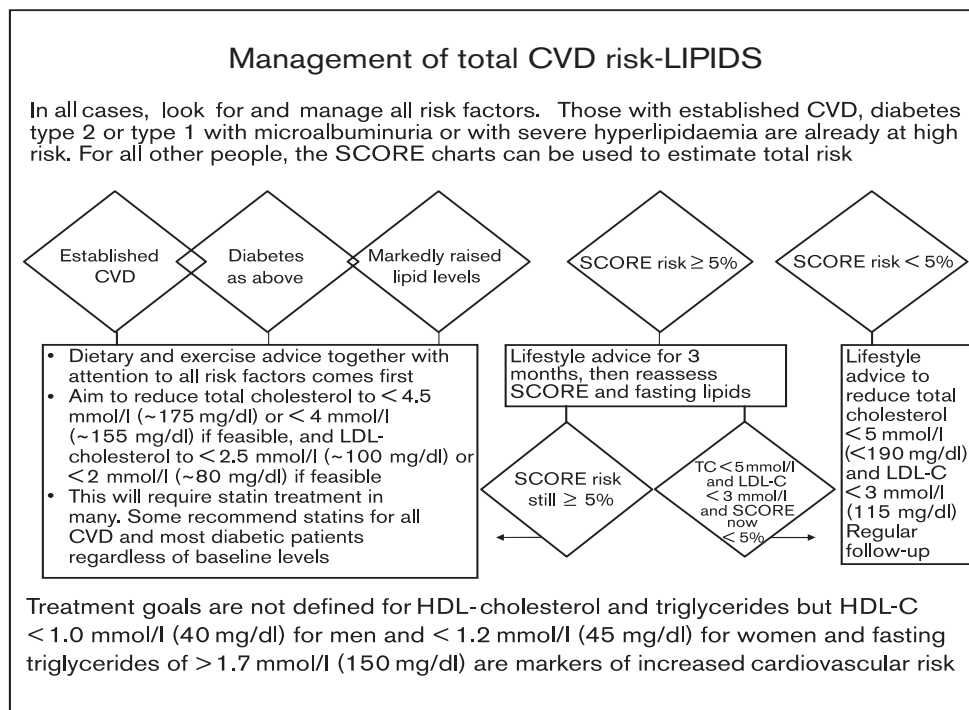 Management of total CVD risk-LIPIDS
In all cases, look for and manage all risk factors. Those with established CVD, diabetes
type 2 or type 1 with microalbuminuria or with severe hyperlipidaemia are already at high
risk. For all other people, the SCORE charts can be used to estimate total risk
Established
CVD
Diabetes
as above
Markedly raised
lipid levels
SCORE risk ≥ 5%
SCORE risk < 5%
• Dietary and exercise advice together with
attention to all risk factors comes first
• Aim to reduce total cholesterol to < 4.5
mmol/l (~175 mg/dl) or < 4 mmol/l
(~155 mg/dl) if feasible, and LDL-
cholesterol to < 2.5 mmol/l (~100 mg/dl) or
< 2 mmol/l (~80 mg/dl) if feasible
• This will require statin treatment in
many. Some recommend statins for all
CVD and most diabetic patients
regardless of baseline levels
Lifestyle advice for 3
months, then reassess
SCORE and fasting lipids
SCORE risk
still ≥ 5%
TC < 5 mmol/l
and LDL-C
< 3 mmol/l
and SCORE
now
< 5%
Lifestyle
advice to
reduce total
cholesterol
< 5 mmol/l
(<190 mg/dl)
and LDL-C
< 3 mmol/l
(115 mg/dl)
Regular
follow-up
Treatment goals are not defined for HDL-cholesterol and triglycerides but HDL-C
< 1.0 mmol/l (40 mg/dl) for men and < 1.2 mmol/l (45 mg/dl) for women and fasting
triglycerides of > 1.7 mmol/l (150 mg/dl) are markers of increased cardiovascular risk